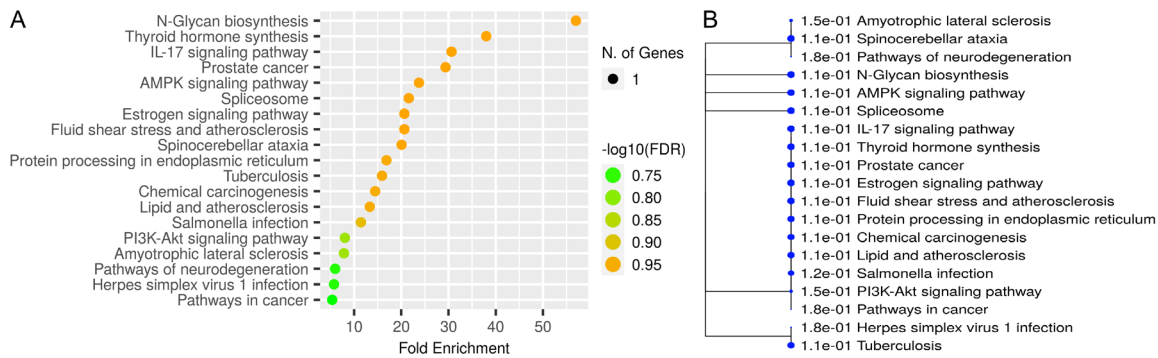 A
N-Glycan biosynthesis
Thyroid hormone synthesis
IL-17 signaling pathway
Prostate cancer
AMPK signaling pathway
Spliceosome
Estrogen signaling pathway
Fluid shear stress and atherosclerosis
Spinocerebellar ataxia
Protein processing in endoplasmic reticulum
Tuberculosis
Chemical carcinogenesis
Lipid and atherosclerosis
Salmonella infection
PI3K-Akt signaling pathway
Amyotrophic lateral sclerosis
Pathways of neurodegeneration
Herpes simplex virus 1 infection
Pathways in cancer
10 20 30 40 50
Fold Enrichment
N. of Genes
1
-log10(FDR)
0.75
0.80
0.85
0.90
0.95
B
1.5e-01 Amyotrophic lateral sclerosis
1.1e-01 Spinocerebellar ataxia
1.8e-01 Pathways of neurodegeneration
1.1e-01 N-Glycan biosynthesis
1.1e-01 AMPK signaling pathway
1.1e-01 Spliceosome
1.1e-01 IL-17 signaling pathway
1.1e-01 Thyroid hormone synthesis
1.1e-01 Prostate cancer
1.1e-01 Estrogen signaling pathway
1.1e-01 Fluid shear stress and atherosclerosis
1.1e-01 Protein processing in endoplasmic reticulum
1.1e-01 Chemical carcinogenesis
1.1e-01 Lipid and atherosclerosis
1.2e-01 Salmonella infection
1.5e-01 PI3K-Akt signaling pathway
1.8e-01 Pathways in cancer
1.8e-01 Herpes simplex virus 1 infection
1.1e-01 Tuberculosis